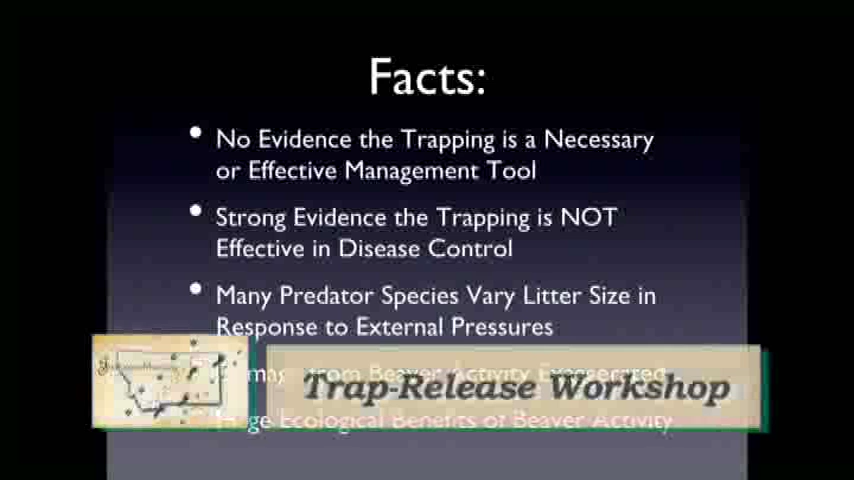 Facts:
• No Evidence the Trapping is a Necessary
or Effective Management Tool
• Strong Evidence the Trapping is NOT
Effective in Disease Control
• Many Predator Species Vary Litter Size in
Response to External Pressures
from Beaver Activity Exaggerated
Trap-Release Workshop
Ecological Benefits of Beaver Activity